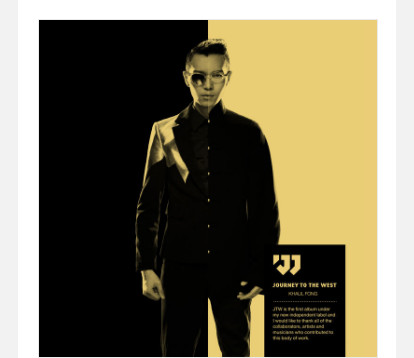 JOURNEY TO THE WEST
KHALIL FONG
JTW is the first album under
my new independent label and
I would like to thank all of the
collaborators, artists and
musicians who contributed to
this body of work.